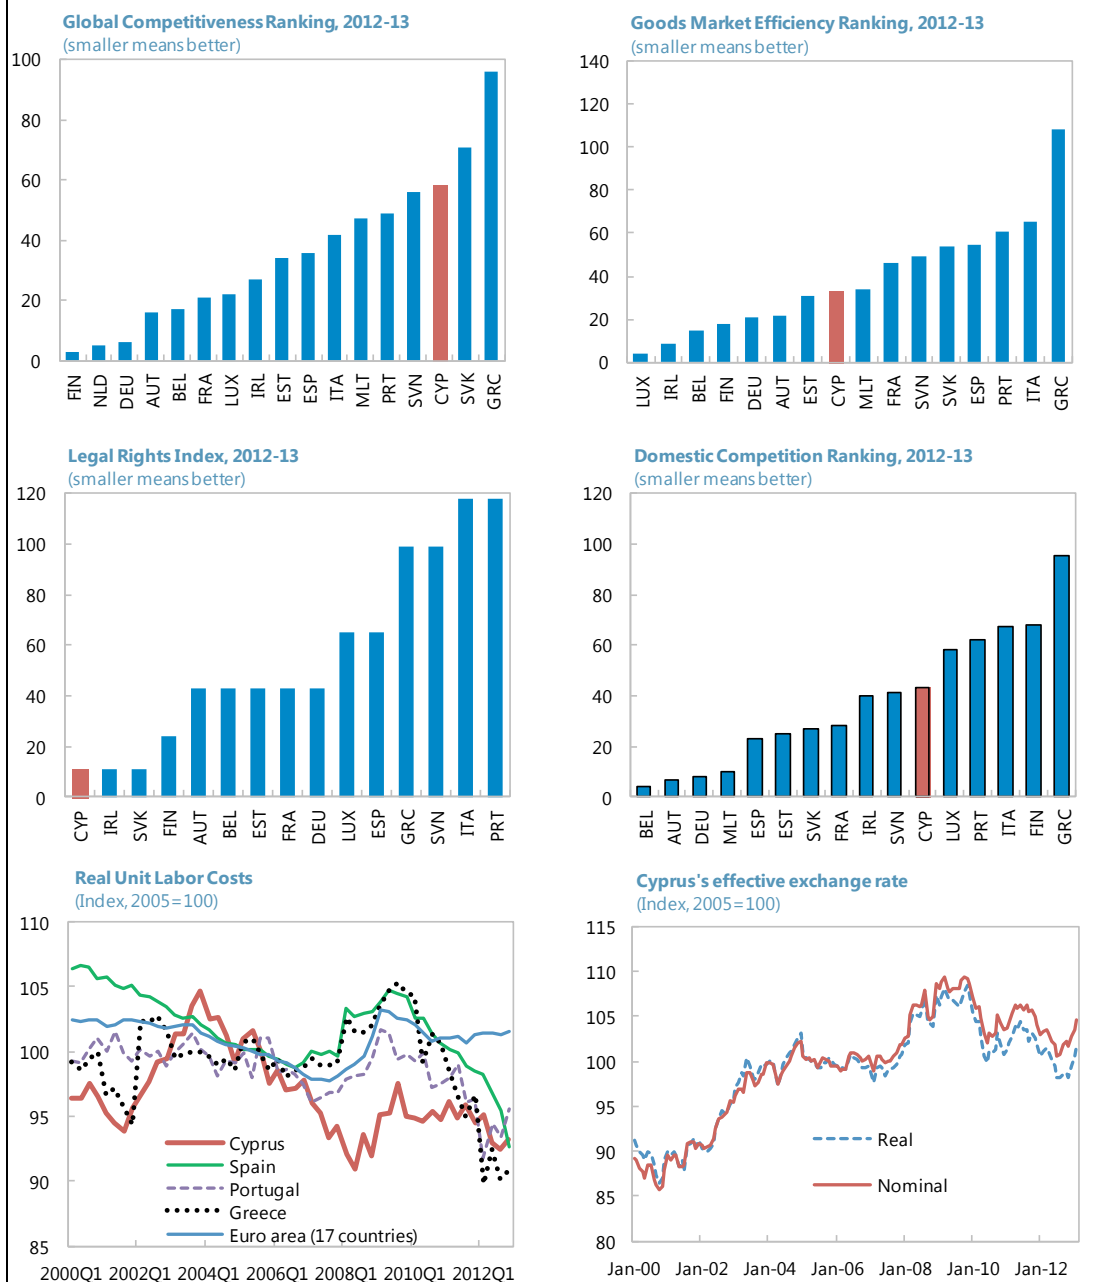 Global Competitiveness Ranking, 2012-13
(smaller means better)
100
80
60
40
20
0
FIN NLD DEU AUT BEL FRA LUX IRL EST ESP ITA MLT PRT SVN CYP SVK GRC
Goods Market Efficiency Ranking, 2012-13
(smaller means better)
140
120
100
80
60
40
20
0
LUX IRL BEL FIN DEU AUT EST CYP MLT FRA SVN SVK ESP PRT ITA GRC
Legal Rights Index, 2012-13
(smaller means better)
120
100
80
60
40
20
0
CYP IRL SVK FIN AUT BEL EST FRA DEU LUX ESP GRC SVN ITA PRT
Domestic Competition Ranking, 2012-13
(smaller means better)
120
100
80
60
40
20
0
BEL AUT DEU MLT ESP EST SVK FRA IRL SVN CYP LUX PRT ITA FIN GRC
Real Unit Labor Costs
(Index, 2005=100)
110
105
100
95
90
85
Cyprus
Spain
Portugal
Greece
Euro area (17 countries)
2000Q1 2002Q1 2004Q1 2006Q1 2008Q1 2010Q1 2012Q1
Cyprus's effective exchange rate
(Index, 2005=100)
115
110
105
100
95
90
85
80
Real
Nominal
Jan-00 Jan-02 Jan-04 Jan-06 Jan-08 Jan-10 Jan-12